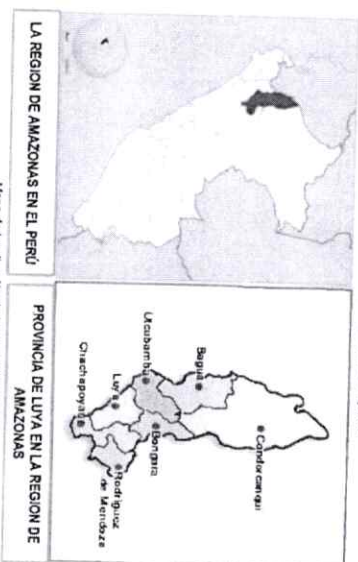 LA REGION DE AMAZONAS EN EL PERÚ
PROVINCIA DE LUYA EN LA REGION DE
AMAZONAS
Condorcanqui
Bagua
Utcubamba
Bongara
Luya
Rodriguez
de Mendoza
Chachapoyas